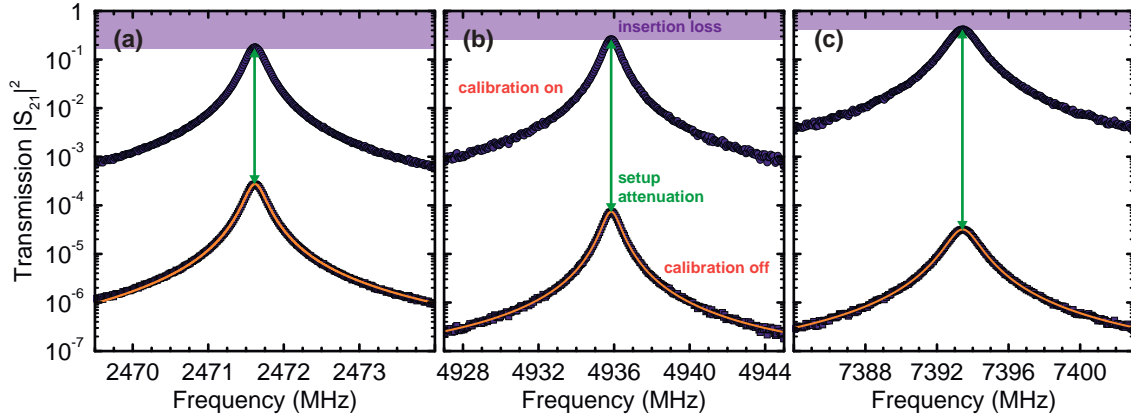 Transmission |S21|²
1
10-1
10-2
10-3
10-4
10-5
10-6
10-7
(a)
2470 2471 2472 2473
Frequency (MHz)
(b)
insertion loss
calibration on
setup
attenuation
calibration off
4928 4932 4936 4940 4944
Frequency (MHz)
(c)
7388 7392 7396 7400
Frequency (MHz)